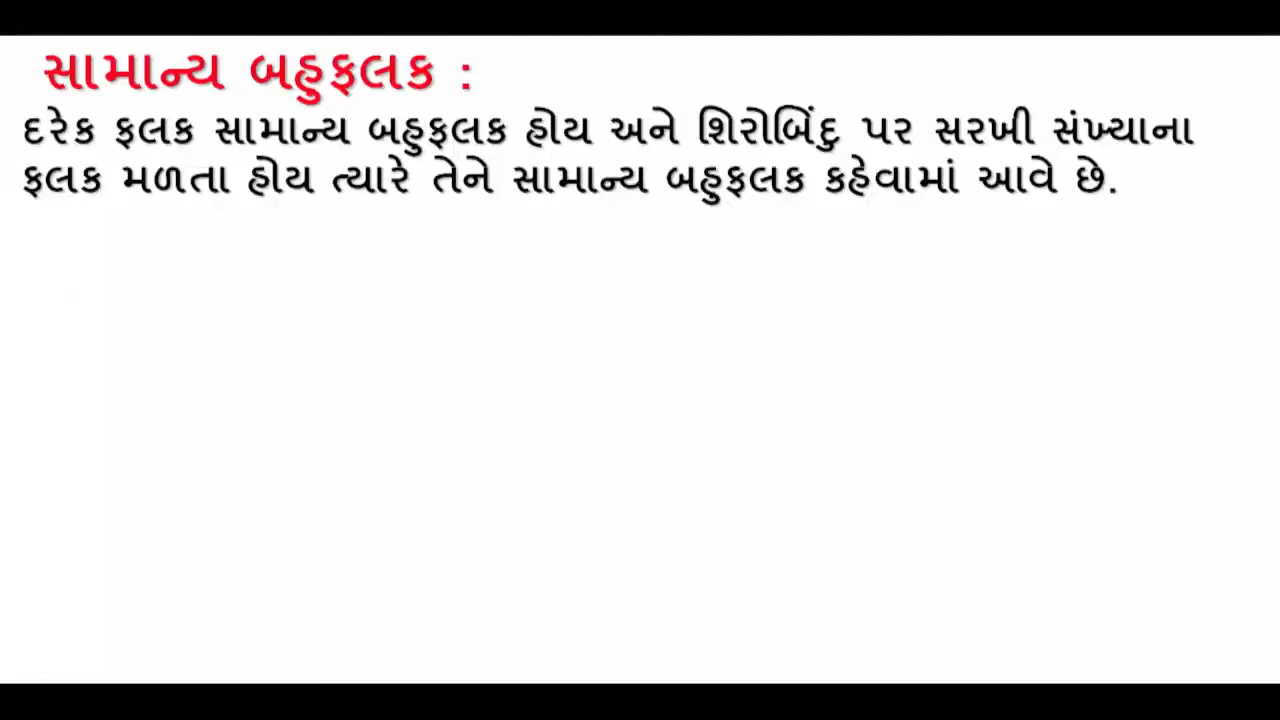 સામાન્ય બહુફલક :
દરેક ફલક સામાન્ય બહુફલક હોય અને શિરોબિંદુ પર સરખી સંખ્યાના
ફલક મળતા હોય ત્યારે તેને સામાન્ય બહુફલક કહેવામાં આવે છે.